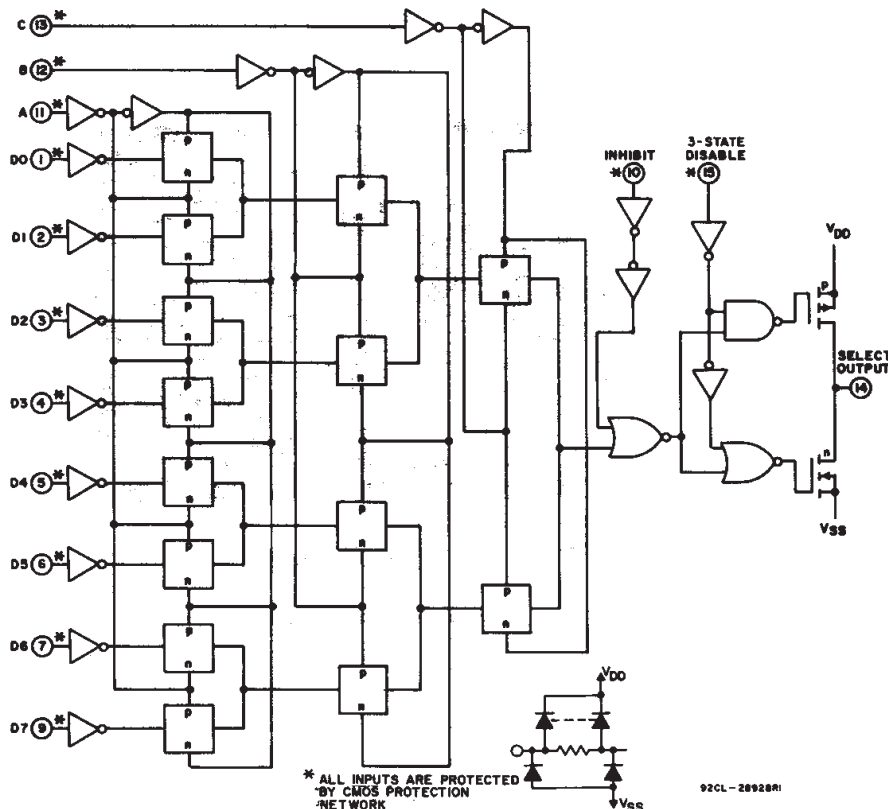 C 13 *
B 12 *
A 11 *
D0 1 *
D1 2 *
D2 3 *
D3 4 *
D4 5 *
D5 6 *
D6 7 *
D7 9 *
p
n
p
n
p
n
p
n
p
n
p
n
p
n
p
n
p
n
p
n
p
n
p
n
p
n
p
n
INHIBIT
* 10
3-STATE
DISABLE
* 15
VDD
p
SELECT
OUTPUT
14
n
VSS
VDD
VSS
* ALL INPUTS ARE PROTECTED
BY CMOS PROTECTION
NETWORK
92CL-28928R1